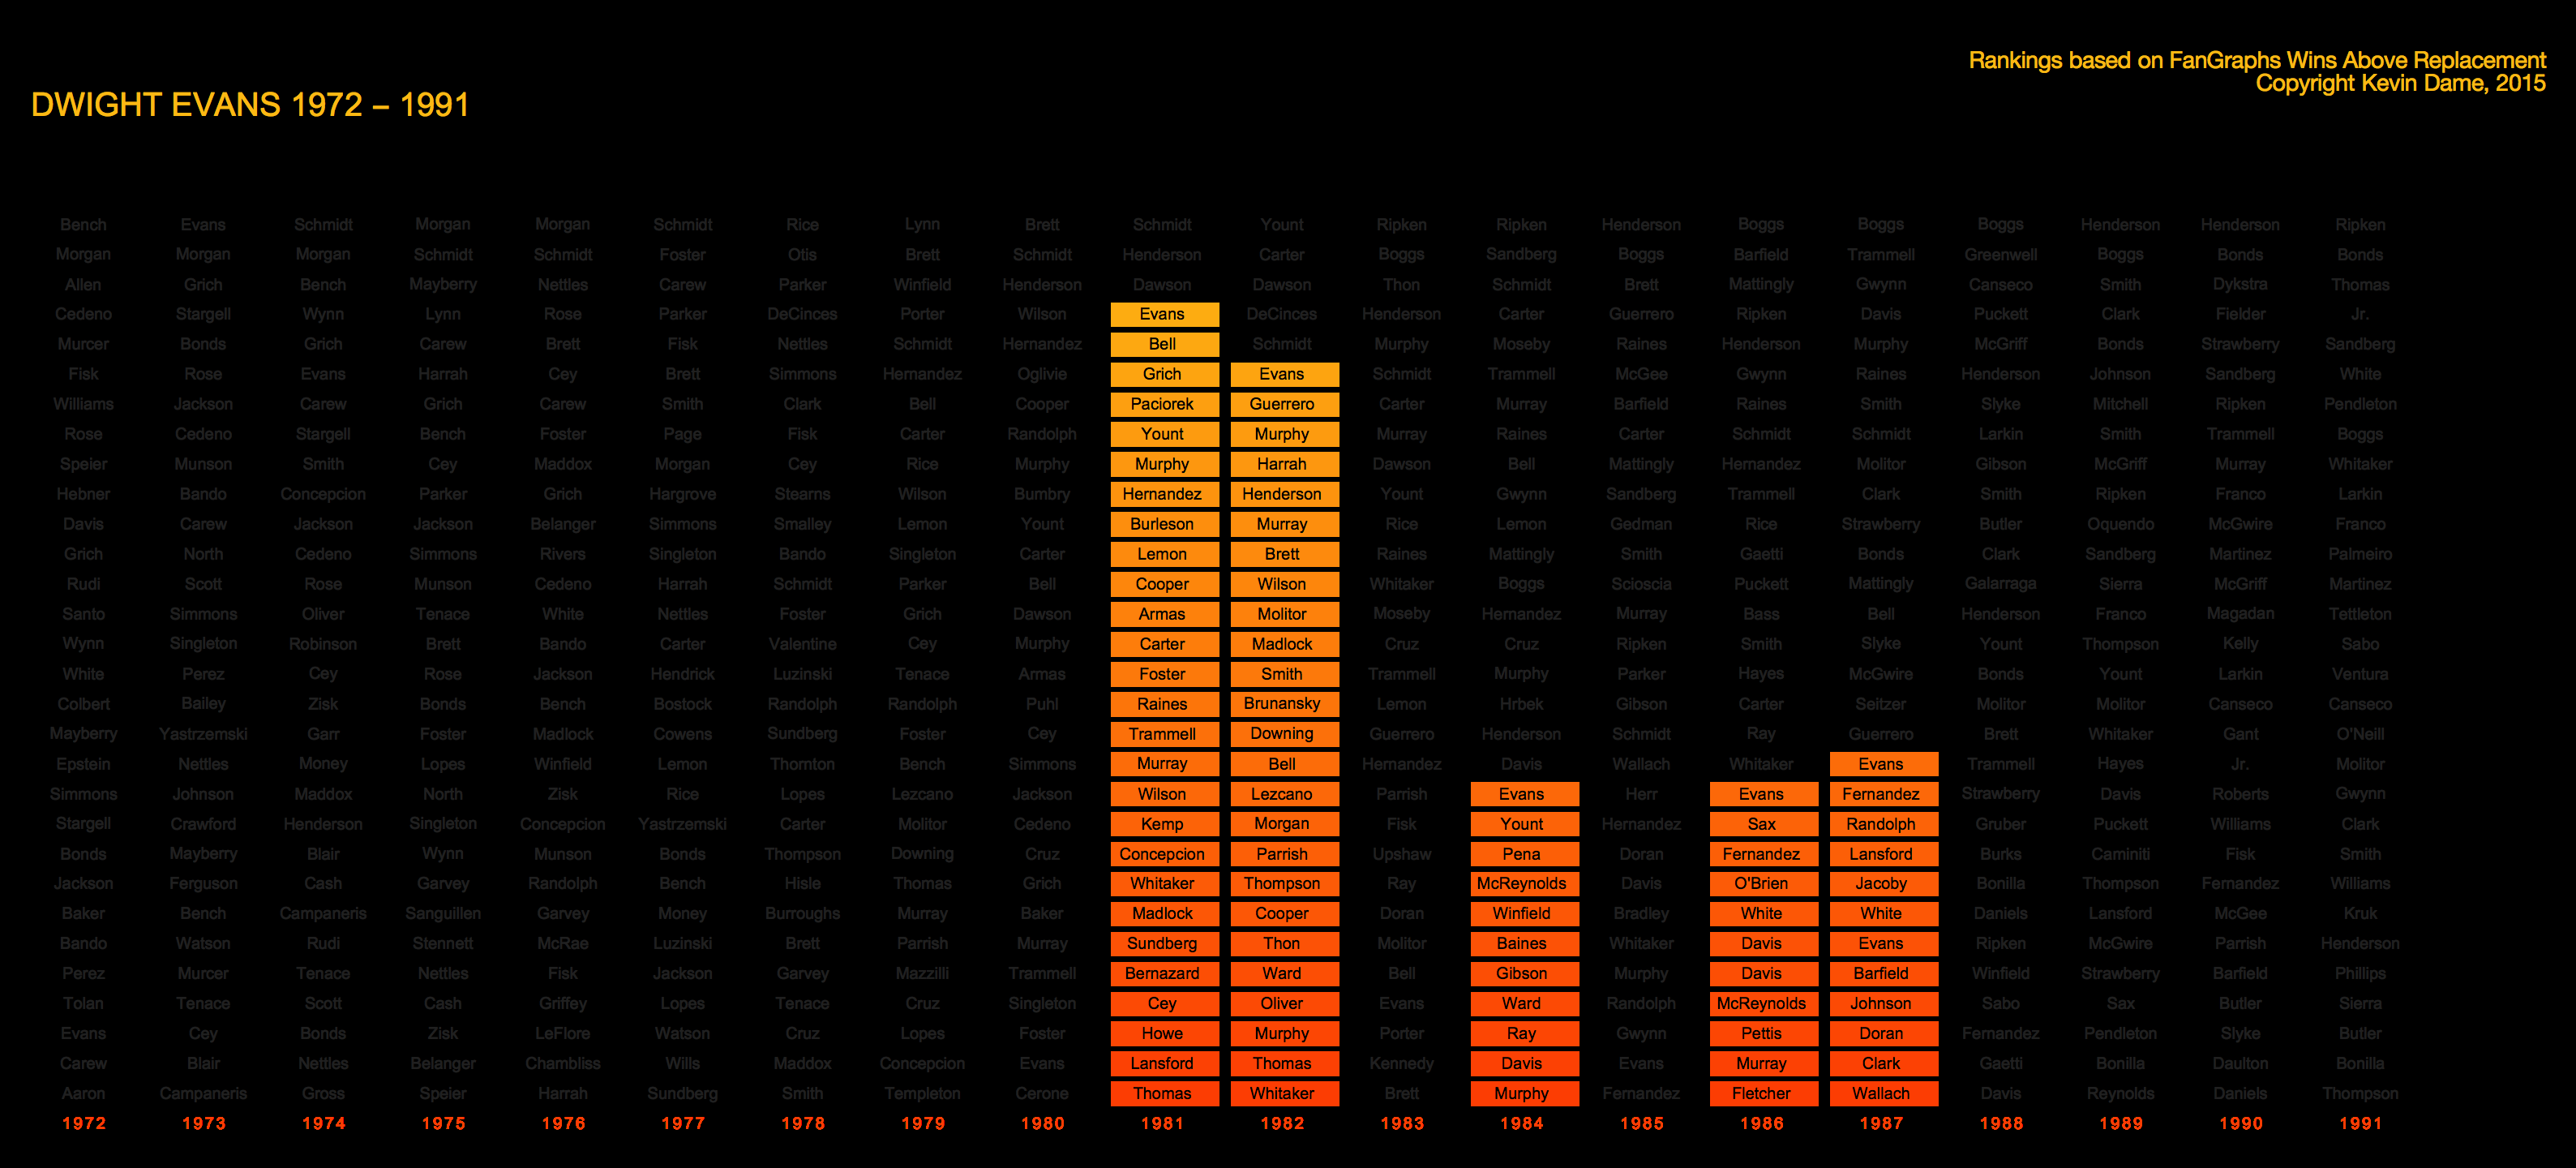 Rankings based on FanGraphs Wins Above Replacement
Copyright Kevin Dame, 2015
DWIGHT EVANS 1972 – 1991
Bench Evans Schmidt Morgan Morgan Schmidt Rice Lynn Brett Schmidt Yount Ripken Ripken Henderson Boggs Boggs Boggs Henderson Henderson Ripken
Morgan Morgan Morgan Schmidt Schmidt Foster Otis Brett Schmidt Henderson Carter Boggs Sandberg Boggs Barfield Trammell Greenwell Boggs Bonds Bonds
Allen Grich Bench Mayberry Nettles Carew Parker Winfield Henderson Dawson Dawson Thon Schmidt Brett Mattingly Gwynn Canseco Smith Dykstra Thomas
Cedeno Stargell Wynn Lynn Rose Parker DeCinces Porter Wilson Evans DeCinces Henderson Carter Guerrero Ripken Davis Puckett Clark Fielder Jr.
Murcer Bonds Grich Carew Brett Fisk Nettles Schmidt Hernandez Bell Schmidt Murphy Moseby Raines Henderson Murphy McGriff Bonds Strawberry Sandberg
Fisk Rose Evans Harrah Cey Brett Simmons Hernandez Oglivie Grich Evans Schmidt Trammell McGee Gwynn Raines Henderson Johnson Sandberg White
Williams Jackson Carew Grich Carew Smith Clark Bell Cooper Paciorek Guerrero Carter Murray Barfield Raines Smith Slyke Mitchell Ripken Pendleton
Rose Cedeno Stargell Bench Foster Page Fisk Carter Randolph Yount Murphy Murray Raines Carter Schmidt Schmidt Larkin Smith Trammell Boggs
Speier Munson Smith Cey Maddox Morgan Cey Rice Murphy Murphy Harrah Dawson Bell Mattingly Hernandez Molitor Gibson McGriff Murray Whitaker
Hebner Bando Concepcion Parker Grich Hargrove Stearns Wilson Bumbry Hernandez Henderson Yount Gwynn Sandberg Trammell Clark Smith Ripken Franco Larkin
Davis Carew Jackson Jackson Belanger Simmons Smalley Lemon Yount Burleson Murray Rice Lemon Gedman Rice Strawberry Butler Oquendo McGwire Franco
Grich North Cedeno Simmons Rivers Singleton Bando Singleton Carter Lemon Brett Raines Mattingly Smith Gaetti Bonds Clark Sandberg Martinez Palmeiro
Rudi Scott Rose Munson Cedeno Harrah Schmidt Parker Bell Cooper Wilson Whitaker Boggs Scioscia Puckett Mattingly Galarraga Sierra McGriff Martinez
Santo Simmons Oliver Tenace White Nettles Foster Grich Dawson Armas Molitor Moseby Hernandez Murray Bass Bell Henderson Franco Magadan Tettleton
Wynn Singleton Robinson Brett Bando Carter Valentine Cey Murphy Carter Madlock Cruz Cruz Ripken Smith Slyke Yount Thompson Kelly Sabo
White Perez Cey Rose Jackson Hendrick Luzinski Tenace Armas Foster Smith Trammell Murphy Parker Hayes McGwire Bonds Yount Larkin Ventura
Colbert Bailey Zisk Bonds Bench Bostock Randolph Randolph Puhl Raines Brunansky Lemon Hrbek Gibson Carter Seitzer Molitor Molitor Canseco Canseco
Mayberry Yastrzemski Garr Foster Madlock Cowens Sundberg Foster Cey Trammell Downing Guerrero Henderson Schmidt Ray Guerrero Brett Whitaker Gant O'Neill
Epstein Nettles Money Lopes Winfield Lemon Thornton Bench Simmons Murray Bell Hernandez Davis Wallach Whitaker Evans Trammell Hayes Jr. Molitor
Simmons Johnson Maddox North Zisk Rice Lopes Lezcano Jackson Wilson Lezcano Parrish Evans Herr Evans Fernandez Strawberry Davis Roberts Gwynn
Stargell Crawford Henderson Singleton Concepcion Yastrzemski Carter Molitor Cedeno Kemp Morgan Fisk Yount Hernandez Sax Randolph Gruber Puckett Williams Clark
Bonds Mayberry Blair Wynn Munson Bonds Thompson Downing Cruz Concepcion Parrish Upshaw Pena Doran Fernandez Lansford Burks Caminiti Fisk Smith
Jackson Ferguson Cash Garvey Randolph Bench Hisle Thomas Grich Whitaker Thompson Ray McReynolds Davis O'Brien Jacoby Bonilla Thompson Fernandez Williams
Baker Bench Campaneris Sanguillen Garvey Money Burroughs Murray Baker Madlock Cooper Doran Winfield Bradley White White Daniels Lansford McGee Kruk
Bando Watson Rudi Stennett McRae Luzinski Brett Parrish Murray Sundberg Thon Molitor Baines Whitaker Davis Evans Ripken McGwire Parrish Henderson
Perez Murcer Tenace Nettles Fisk Jackson Garvey Mazzilli Trammell Bernazard Ward Bell Gibson Murphy Davis Barfield Winfield Strawberry Barfield Phillips
Tolan Tenace Scott Cash Griffey Lopes Tenace Cruz Singleton Cey Oliver Evans Ward Randolph McReynolds Johnson Sabo Sax Butler Sierra
Evans Cey Bonds Zisk LeFlore Watson Cruz Lopes Foster Howe Murphy Porter Ray Gwynn Pettis Doran Fernandez Pendleton Slyke Butler
Carew Blair Nettles Belanger Chambliss Wills Maddox Concepcion Evans Lansford Thomas Kennedy Davis Evans Murray Clark Gaetti Bonilla Daulton Bonilla
Aaron Campaneris Gross Speier Harrah Sundberg Smith Templeton Cerone Thomas Whitaker Brett Murphy Fernandez Fletcher Wallach Davis Reynolds Daniels Thompson
1972 1973 1974 1975 1976 1977 1978 1979 1980 1981 1982 1983 1984 1985 1986 1987 1988 1989 1990 1991